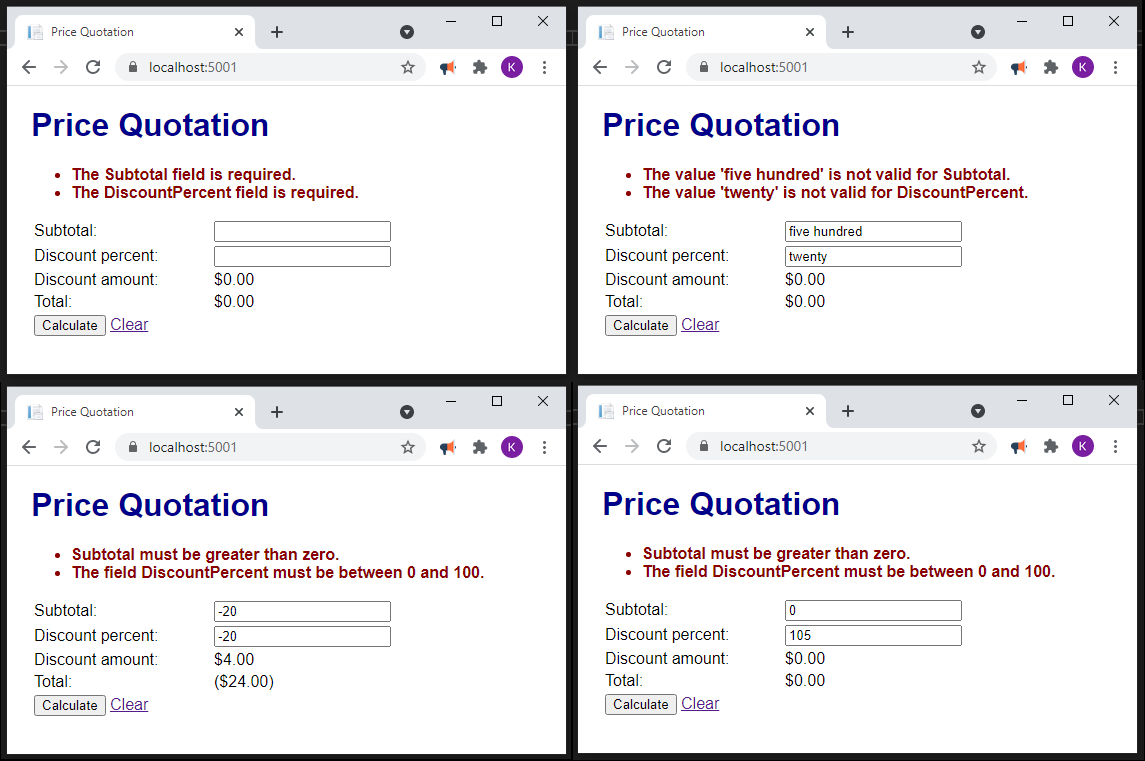 Price Quotation
localhost:5001
K
Price Quotation
• The Subtotal field is required.
• The DiscountPercent field is required.
Subtotal:
Discount percent:
Discount amount: $0.00
Total: $0.00
Calculate Clear
Price Quotation
localhost:5001
K
Price Quotation
• The value 'five hundred' is not valid for Subtotal.
• The value 'twenty' is not valid for DiscountPercent.
Subtotal: five hundred
Discount percent: twenty
Discount amount: $0.00
Total: $0.00
Calculate Clear
Price Quotation
localhost:5001
K
Price Quotation
• Subtotal must be greater than zero.
• The field DiscountPercent must be between 0 and 100.
Subtotal: -20
Discount percent: -20
Discount amount: $4.00
Total: ($24.00)
Calculate Clear
Price Quotation
localhost:5001
K
Price Quotation
• Subtotal must be greater than zero.
• The field DiscountPercent must be between 0 and 100.
Subtotal: 0
Discount percent: 105
Discount amount: $0.00
Total: $0.00
Calculate Clear